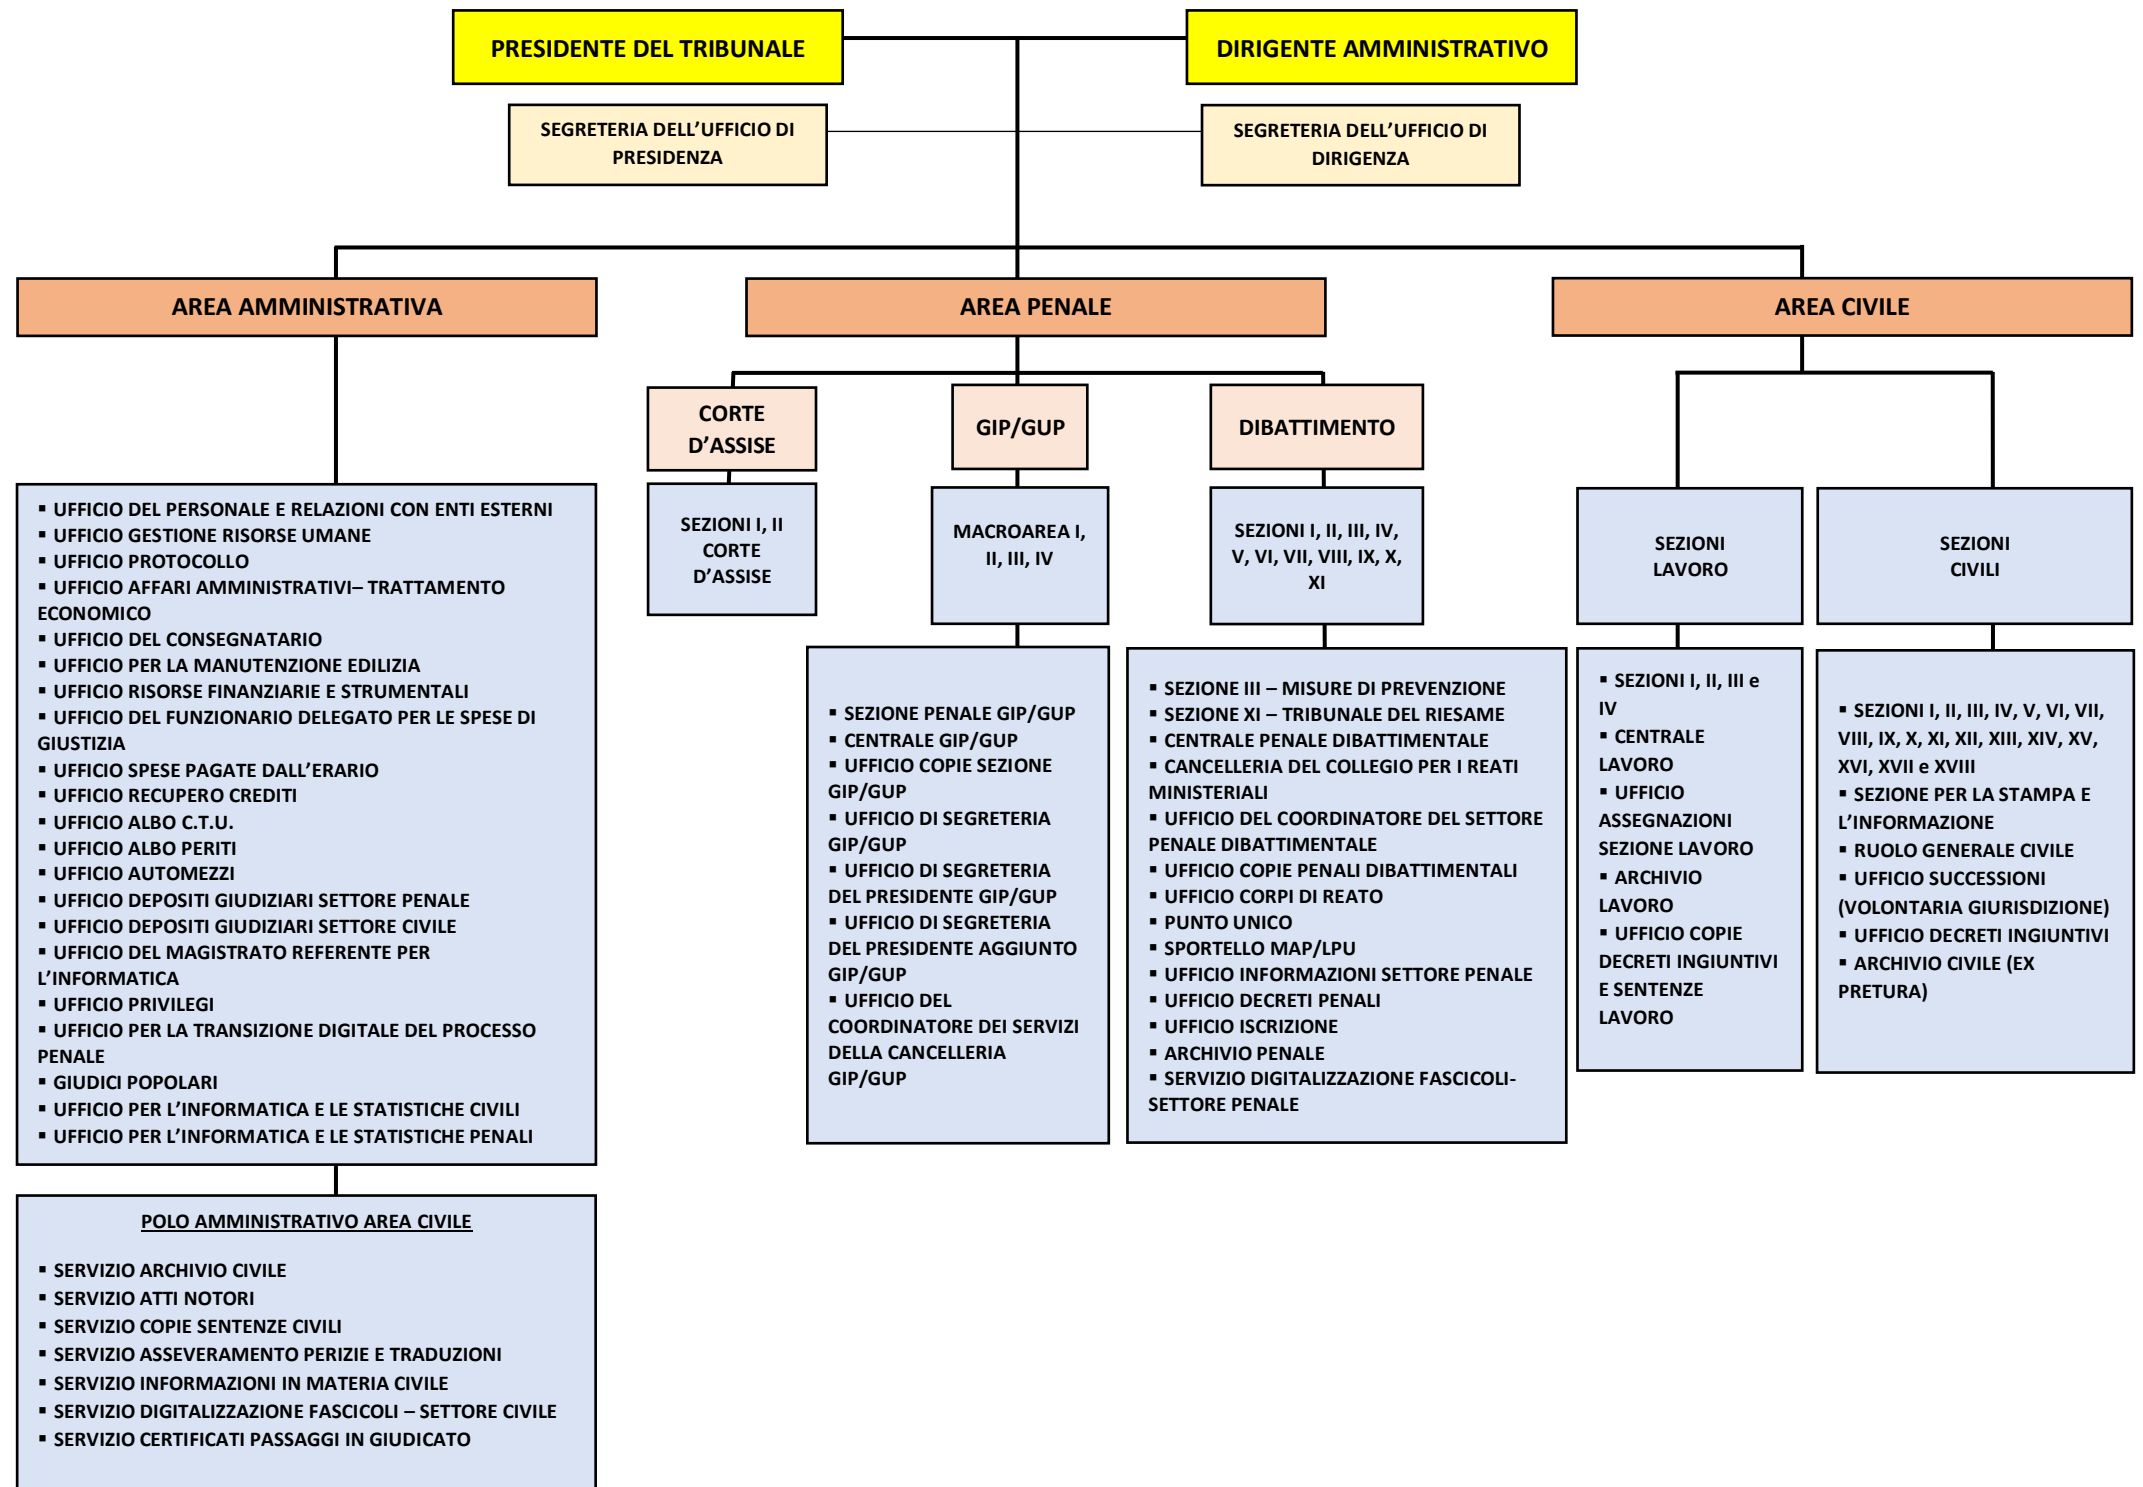 PRESIDENTE DEL TRIBUNALE
DIRIGENTE AMMINISTRATIVO
SEGRETERIA DELL’UFFICIO DI
PRESIDENZA
SEGRETERIA DELL’UFFICIO DI
DIRIGENZA
AREA AMMINISTRATIVA
AREA PENALE
AREA CIVILE
CORTE
D’ASSISE
GIP/GUP
DIBATTIMENTO
▪ UFFICIO DEL PERSONALE E RELAZIONI CON ENTI ESTERNI
▪ UFFICIO GESTIONE RISORSE UMANE
▪ UFFICIO PROTOCOLLO
▪ UFFICIO AFFARI AMMINISTRATIVI– TRATTAMENTO
ECONOMICO
▪ UFFICIO DEL CONSEGNATARIO
▪ UFFICIO PER LA MANUTENZIONE EDILIZIA
▪ UFFICIO RISORSE FINANZIARIE E STRUMENTALI
▪ UFFICIO DEL FUNZIONARIO DELEGATO PER LE SPESE DI
GIUSTIZIA
▪ UFFICIO SPESE PAGATE DALL’ERARIO
▪ UFFICIO RECUPERO CREDITI
▪ UFFICIO ALBO C.T.U.
▪ UFFICIO ALBO PERITI
▪ UFFICIO AUTOMEZZI
▪ UFFICIO DEPOSITI GIUDIZIARI SETTORE PENALE
▪ UFFICIO DEPOSITI GIUDIZIARI SETTORE CIVILE
▪ UFFICIO DEL MAGISTRATO REFERENTE PER
L’INFORMATICA
▪ UFFICIO PRIVILEGI
▪ UFFICIO PER LA TRANSIZIONE DIGITALE DEL PROCESSO
PENALE
▪ GIUDICI POPOLARI
▪ UFFICIO PER L’INFORMATICA E LE STATISTICHE CIVILI
▪ UFFICIO PER L’INFORMATICA E LE STATISTICHE PENALI
POLO AMMINISTRATIVO AREA CIVILE
▪ SERVIZIO ARCHIVIO CIVILE
▪ SERVIZIO ATTI NOTORI
▪ SERVIZIO COPIE SENTENZE CIVILI
▪ SERVIZIO ASSEVERAMENTO PERIZIE E TRADUZIONI
▪ SERVIZIO INFORMAZIONI IN MATERIA CIVILE
▪ SERVIZIO DIGITALIZZAZIONE FASCICOLI – SETTORE CIVILE
▪ SERVIZIO CERTIFICATI PASSAGGI IN GIUDICATO
SEZIONI I, II
CORTE
D’ASSISE
MACROAREA I,
II, III, IV
SEZIONI I, II, III, IV,
V, VI, VII, VIII, IX, X,
XI
SEZIONI
LAVORO
SEZIONI
CIVILI
▪ SEZIONE PENALE GIP/GUP
▪ CENTRALE GIP/GUP
▪ UFFICIO COPIE SEZIONE
GIP/GUP
▪ UFFICIO DI SEGRETERIA
GIP/GUP
▪ UFFICIO DI SEGRETERIA
DEL PRESIDENTE GIP/GUP
▪ UFFICIO DI SEGRETERIA
DEL PRESIDENTE AGGIUNTO
GIP/GUP
▪ UFFICIO DEL
COORDINATORE DEI SERVIZI
DELLA CANCELLERIA
GIP/GUP
▪ SEZIONE III – MISURE DI PREVENZIONE
▪ SEZIONE XI – TRIBUNALE DEL RIESAME
▪ CENTRALE PENALE DIBATTIMENTALE
▪ CANCELLERIA DEL COLLEGIO PER I REATI
MINISTERIALI
▪ UFFICIO DEL COORDINATORE DEL SETTORE
PENALE DIBATTIMENTALE
▪ UFFICIO COPIE PENALI DIBATTIMENTALI
▪ UFFICIO CORPI DI REATO
▪ PUNTO UNICO
▪ SPORTELLO MAP/LPU
▪ UFFICIO INFORMAZIONI SETTORE PENALE
▪ UFFICIO DECRETI PENALI
▪ UFFICIO ISCRIZIONE
▪ ARCHIVIO PENALE
▪ SERVIZIO DIGITALIZZAZIONE FASCICOLI-
SETTORE PENALE
▪ SEZIONI I, II, III e
IV
▪ CENTRALE
LAVORO
▪ UFFICIO
ASSEGNAZIONI
SEZIONE LAVORO
▪ ARCHIVIO
LAVORO
▪ UFFICIO COPIE
DECRETI INGIUNTIVI
E SENTENZE
LAVORO
▪ SEZIONI I, II, III, IV, V, VI, VII,
VIII, IX, X, XI, XII, XIII, XIV, XV,
XVI, XVII e XVIII
▪ SEZIONE PER LA STAMPA E
L’INFORMAZIONE
▪ RUOLO GENERALE CIVILE
▪ UFFICIO SUCCESSIONI
(VOLONTARIA GIURISDIZIONE)
▪ UFFICIO DECRETI INGIUNTIVI
▪ ARCHIVIO CIVILE (EX
PRETURA)